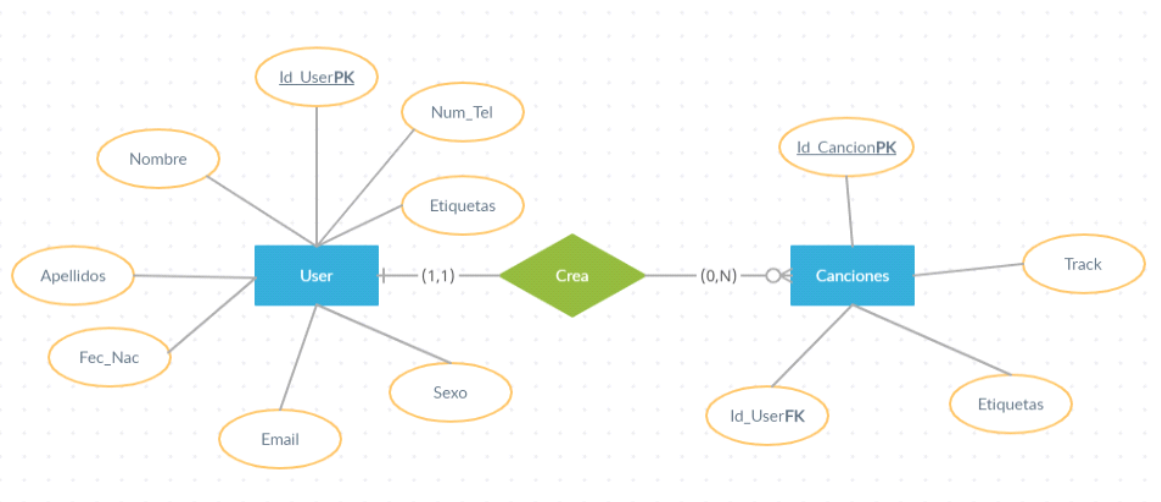 Id_UserPK
Num_Tel
Nombre
Id_CancionPK
Etiquetas
Apellidos
User
(1,1)
Crea
(0,N)
Canciones
Track
Fec_Nac
Sexo
Email
Id_UserFK
Etiquetas